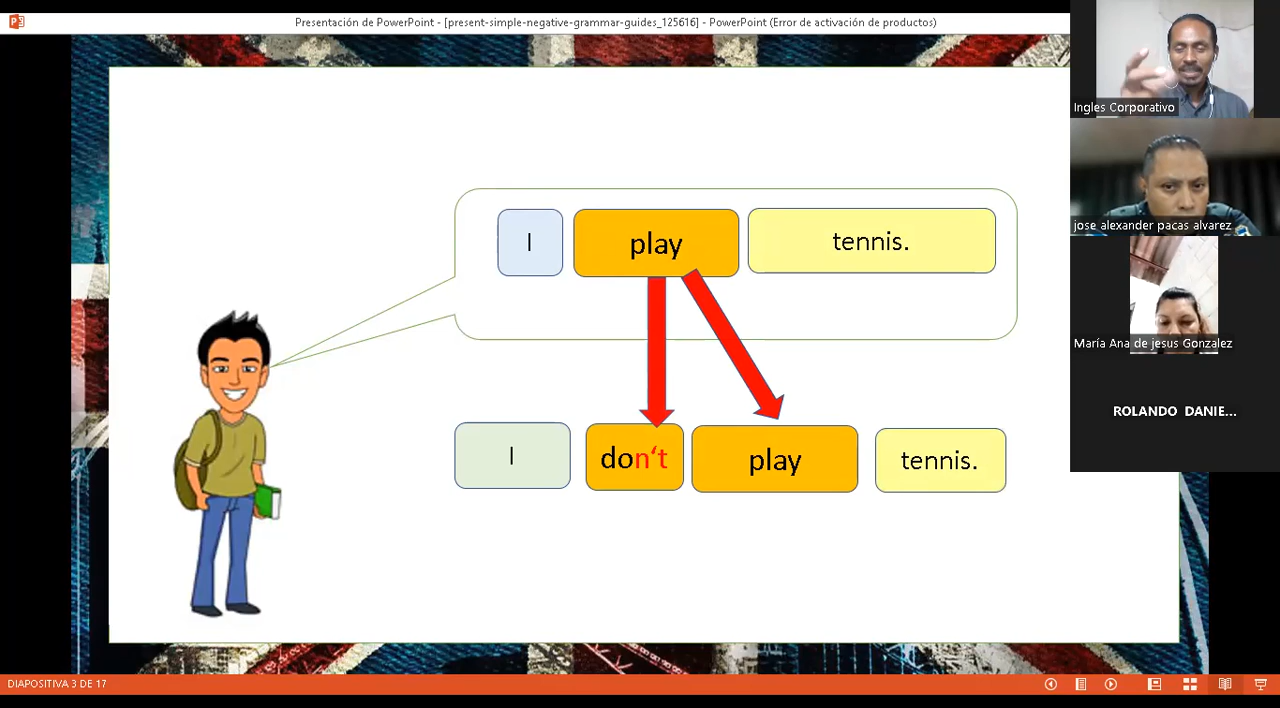 Presentación de PowerPoint - [present-simple-negative-grammar-guides_125616] - PowerPoint (Error de activación de productos)
I play tennis.
I don't play tennis.
Ingles Corporativo
jose alexander pacas alvarez
María Ana de jesus Gonzalez
ROLANDO DANIE...
DIAPOSITIVA 3 DE 17